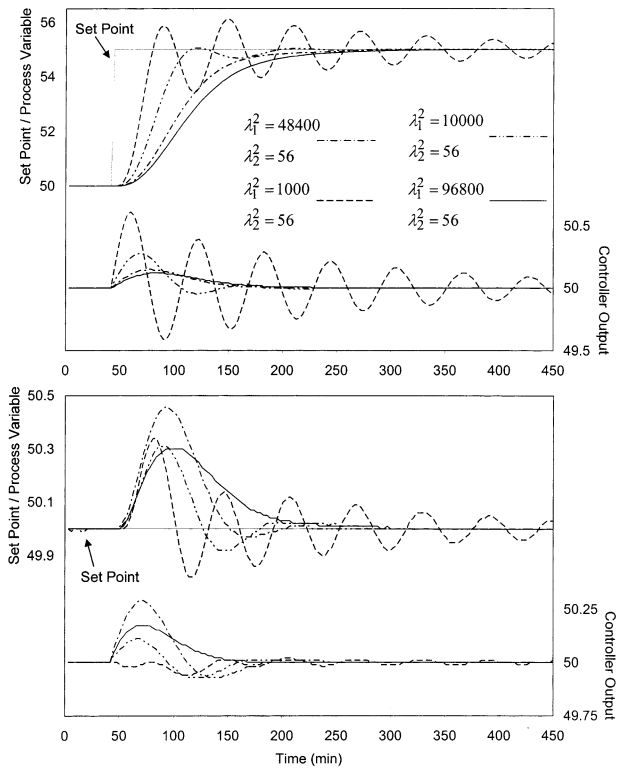 56
Set Point
54
52
50
Set Point / Process Variable
λ₁² = 48400
λ₂² = 56
λ₁² = 10000
λ₂² = 56
λ₁² = 1000
λ₂² = 56
λ₁² = 96800
λ₂² = 56
50.5
50
49.5
Controller Output
0 50 100 150 200 250 300 350 400 450
50.5
50.3
50.1
49.9
Set Point / Process Variable
Set Point
50.25
50
49.75
Controller Output
0 50 100 150 200 250 300 350 400 450
Time (min)